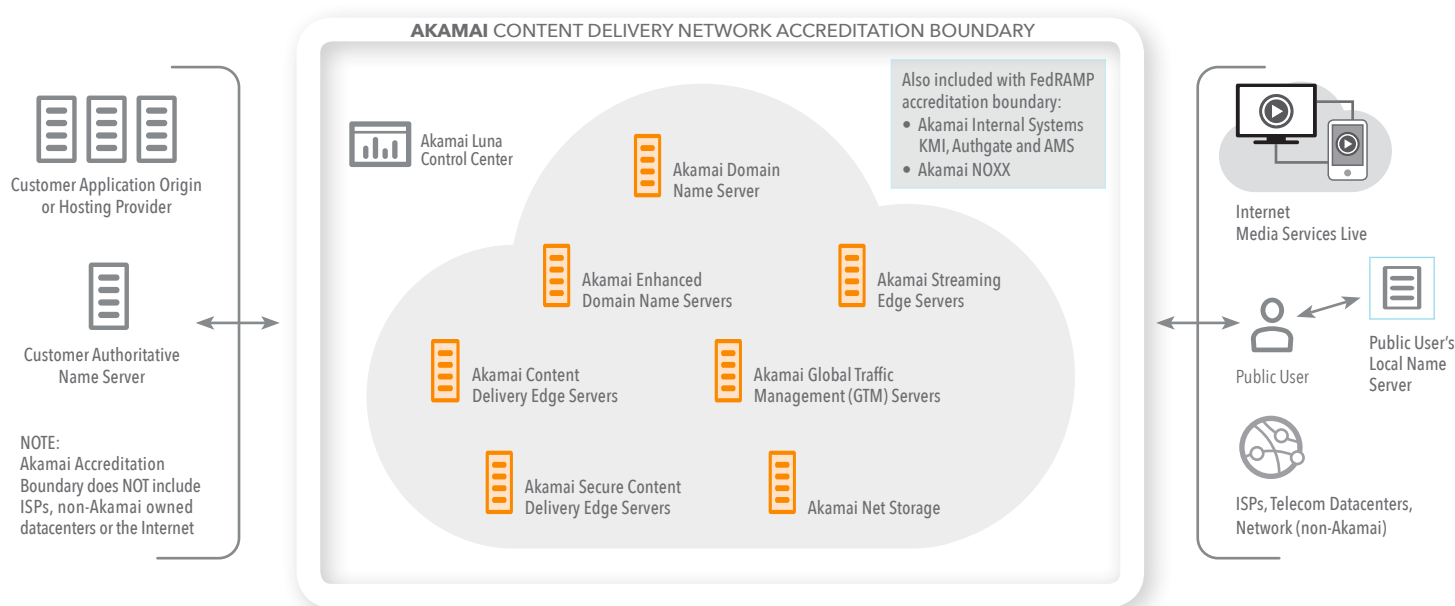 AKAMAI CONTENT DELIVERY NETWORK ACCREDITATION BOUNDARY
Customer Application Origin
or Hosting Provider
Customer Authoritative
Name Server
NOTE:
Akamai Accreditation
Boundary does NOT include
ISPs, non-Akamai owned
datacenters or the Internet
Akamai Luna
Control Center
Also included with FedRAMP
accreditation boundary:
• Akamai Internal Systems
KMI, Authgate and AMS
• Akamai NOXX
Akamai Domain
Name Server
Akamai Enhanced
Domain Name Servers
Akamai Streaming
Edge Servers
Akamai Content
Delivery Edge Servers
Akamai Global Traffic
Management (GTM) Servers
Akamai Secure Content
Delivery Edge Servers
Akamai Net Storage
Internet
Media Services Live
Public User
Public User's
Local Name
Server
ISPs, Telecom Datacenters,
Network (non-Akamai)